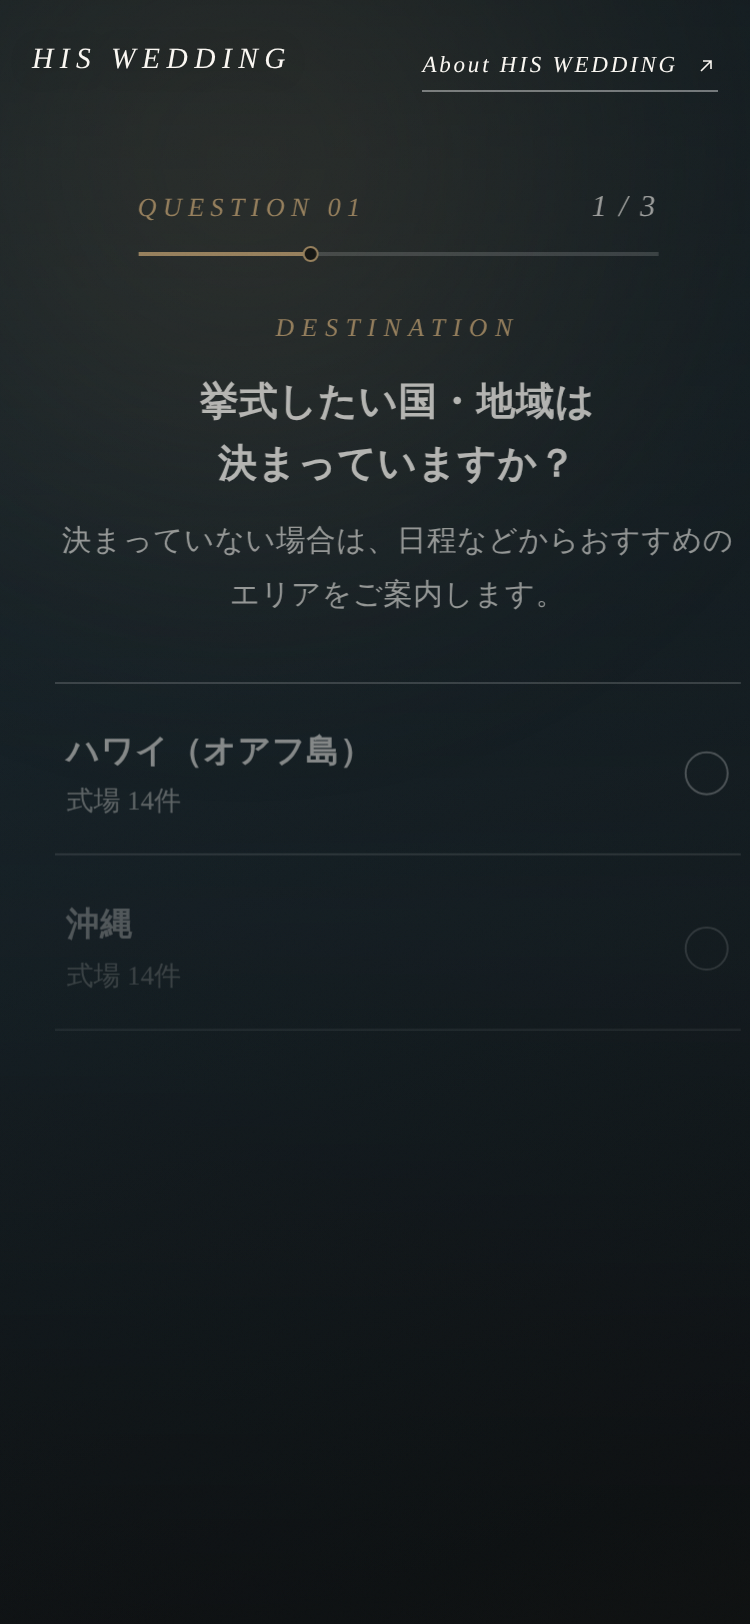 HIS WEDDING
About HIS WEDDING ↗
QUESTION 01
1 / 3
DESTINATION
挙式したい国・地域は
決まっていますか？
決まっていない場合は、日程などからおすすめの
エリアをご案内します。
ハワイ（オアフ島）
式場 14件
沖縄
式場 14件